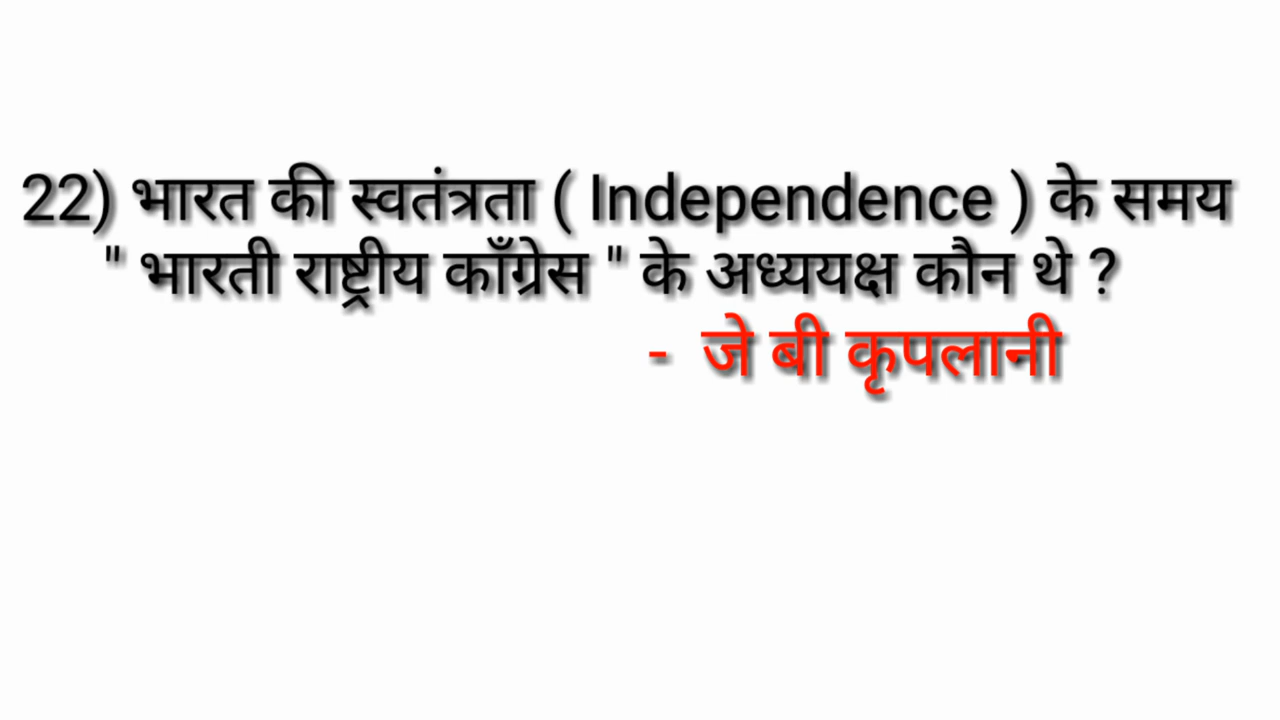 22) भारत की स्वतंत्रता ( Independence ) के समय
" भारती राष्ट्रीय काँग्रेस " के अध्ययक्ष कौन थे ?
- जे बी कृपलानी